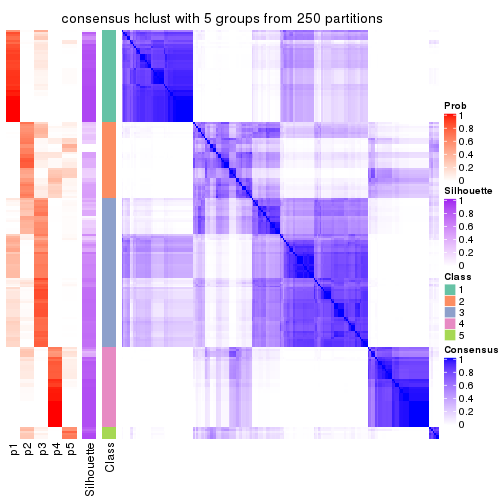 consensus hclust with 5 groups from 250 partitions
Prob
1
0.8
0.6
0.4
0.2
0
Silhouette
1
0.8
0.6
0.4
0.2
0
Class
1
2
3
4
5
Consensus
1
0.8
0.6
0.4
0.2
0
p1
p2
p3
p4
p5
Silhouette
Class